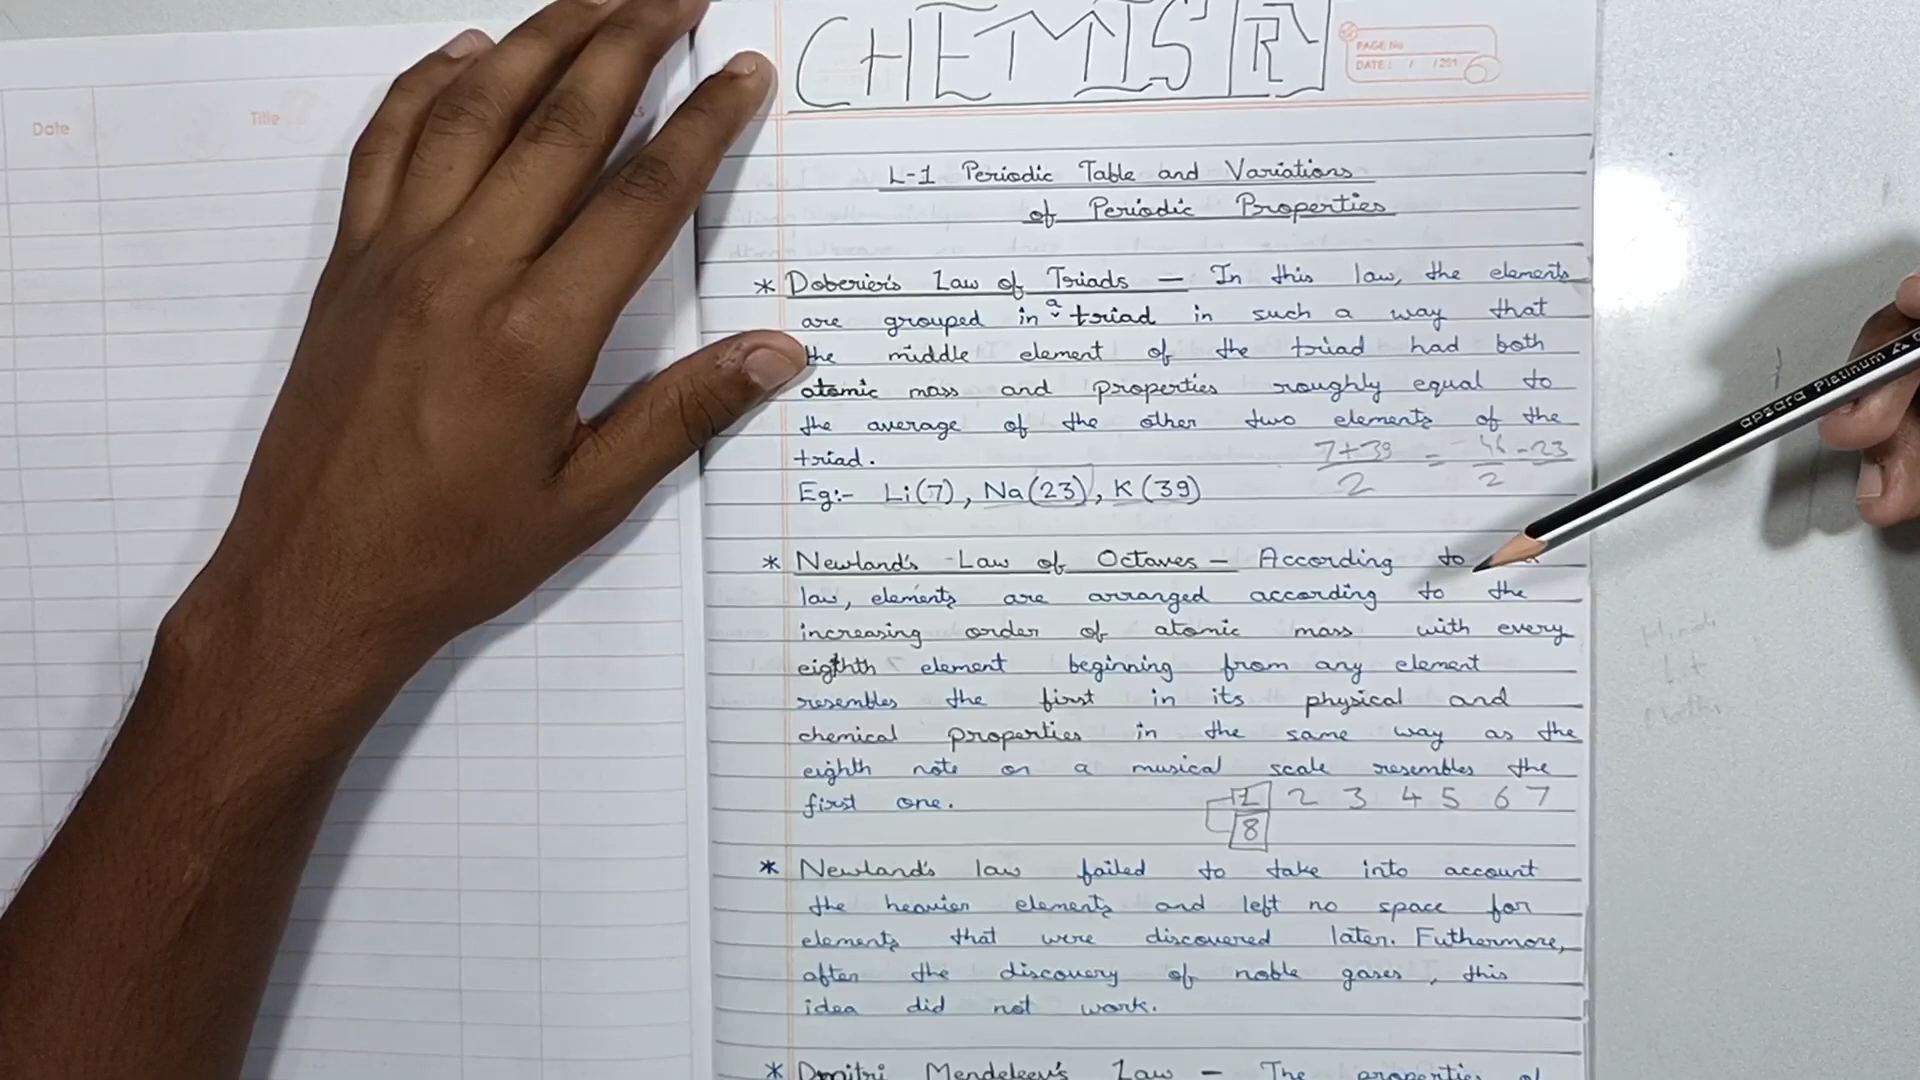 CHEMISTRY
PAGE No
DATE: / /201
Date
Title
L-1 Periodic Table and Variations
of Periodic Properties
* Doberier's Law of Triads — In this law, the elements
are grouped in a triad in such a way that
the middle element of the triad had both
atomic mass and properties roughly equal to
the average of the other two elements of the
triad.
7+39 / 2 = 46 / 2 = 23
Eg:- Li(7), Na(23), K(39)
* Newland's Law of Octaves — According to
law, elements are arranged according to the
increasing order of atomic mass with every
eighth element beginning from any element
resembles the first in its physical and
chemical properties in the same way as the
eighth note on a musical scale resembles the
first one.
1 2 3 4 5 6 7
8
* Newland's law failed to take into account
the heavier elements and left no space for
elements that were discovered later. Futhermore,
after the discovery of noble gases, this
idea did not work.
* Dmitri Mendeleev's Law — The properties of
apsara Platinum